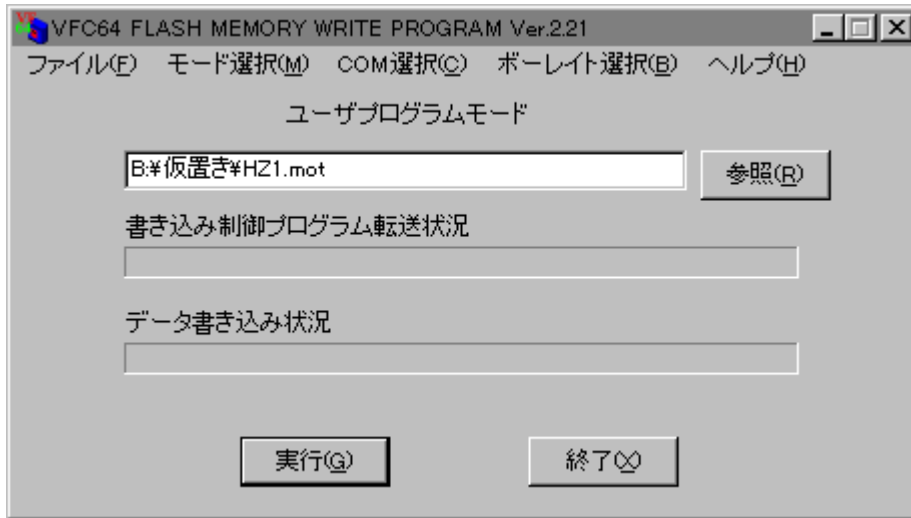 VFC64 FLASH MEMORY WRITE PROGRAM Ver.2.21
ファイル(F) モード選択(M) COM選択(C) ボーレイト選択(B) ヘルプ(H)
ユーザプログラムモード
B:¥仮置き¥HZ1.mot 参照(R)
書き込み制御プログラム転送状況
データ書き込み状況
実行(G) 終了(X)